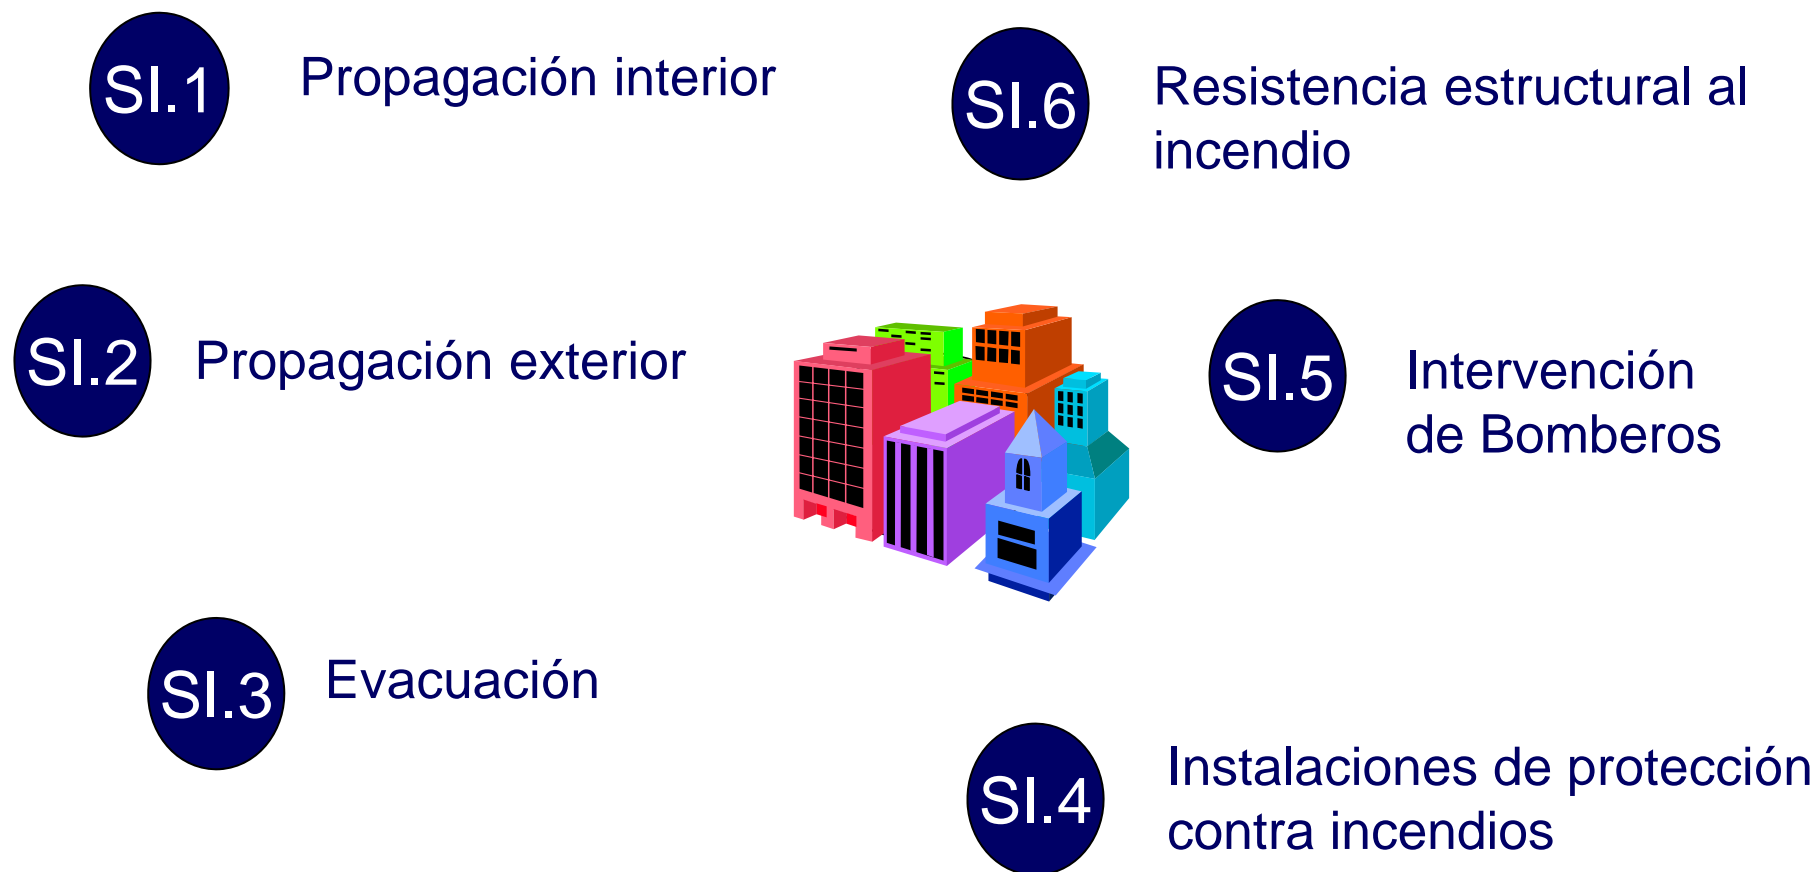 SI.1
Propagación interior
SI.6
Resistencia estructural al
incendio
SI.2
Propagación exterior
SI.5
Intervención
de Bomberos
SI.3
Evacuación
SI.4
Instalaciones de protección
contra incendios